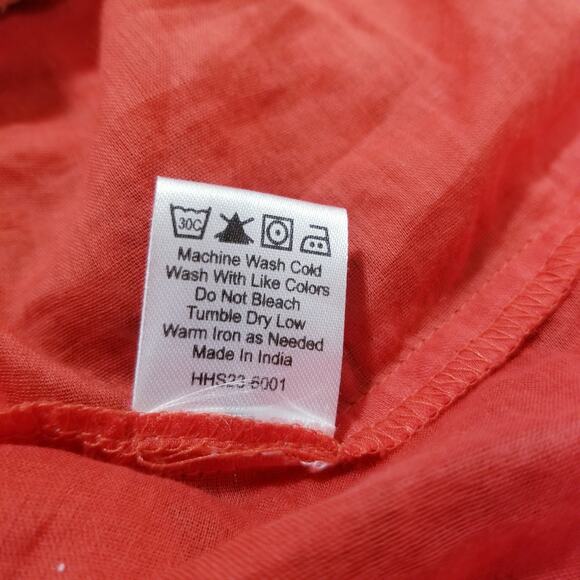 30C
Machine Wash Cold
Wash With Like Colors
Do Not Bleach
Tumble Dry Low
Warm Iron as Needed
Made In India
HHS23-6001